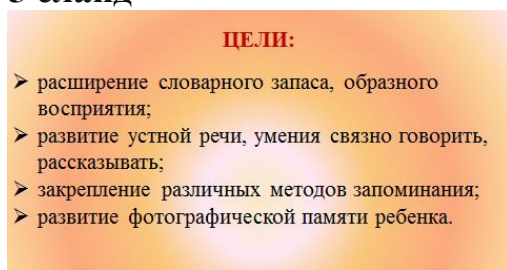 ЦЕЛИ:
➢ расширение словарного запаса, образного
восприятия;
➢ развитие устной речи, умения связно говорить,
рассказывать;
➢ закрепление различных методов запоминания;
➢ развитие фотографической памяти ребенка.